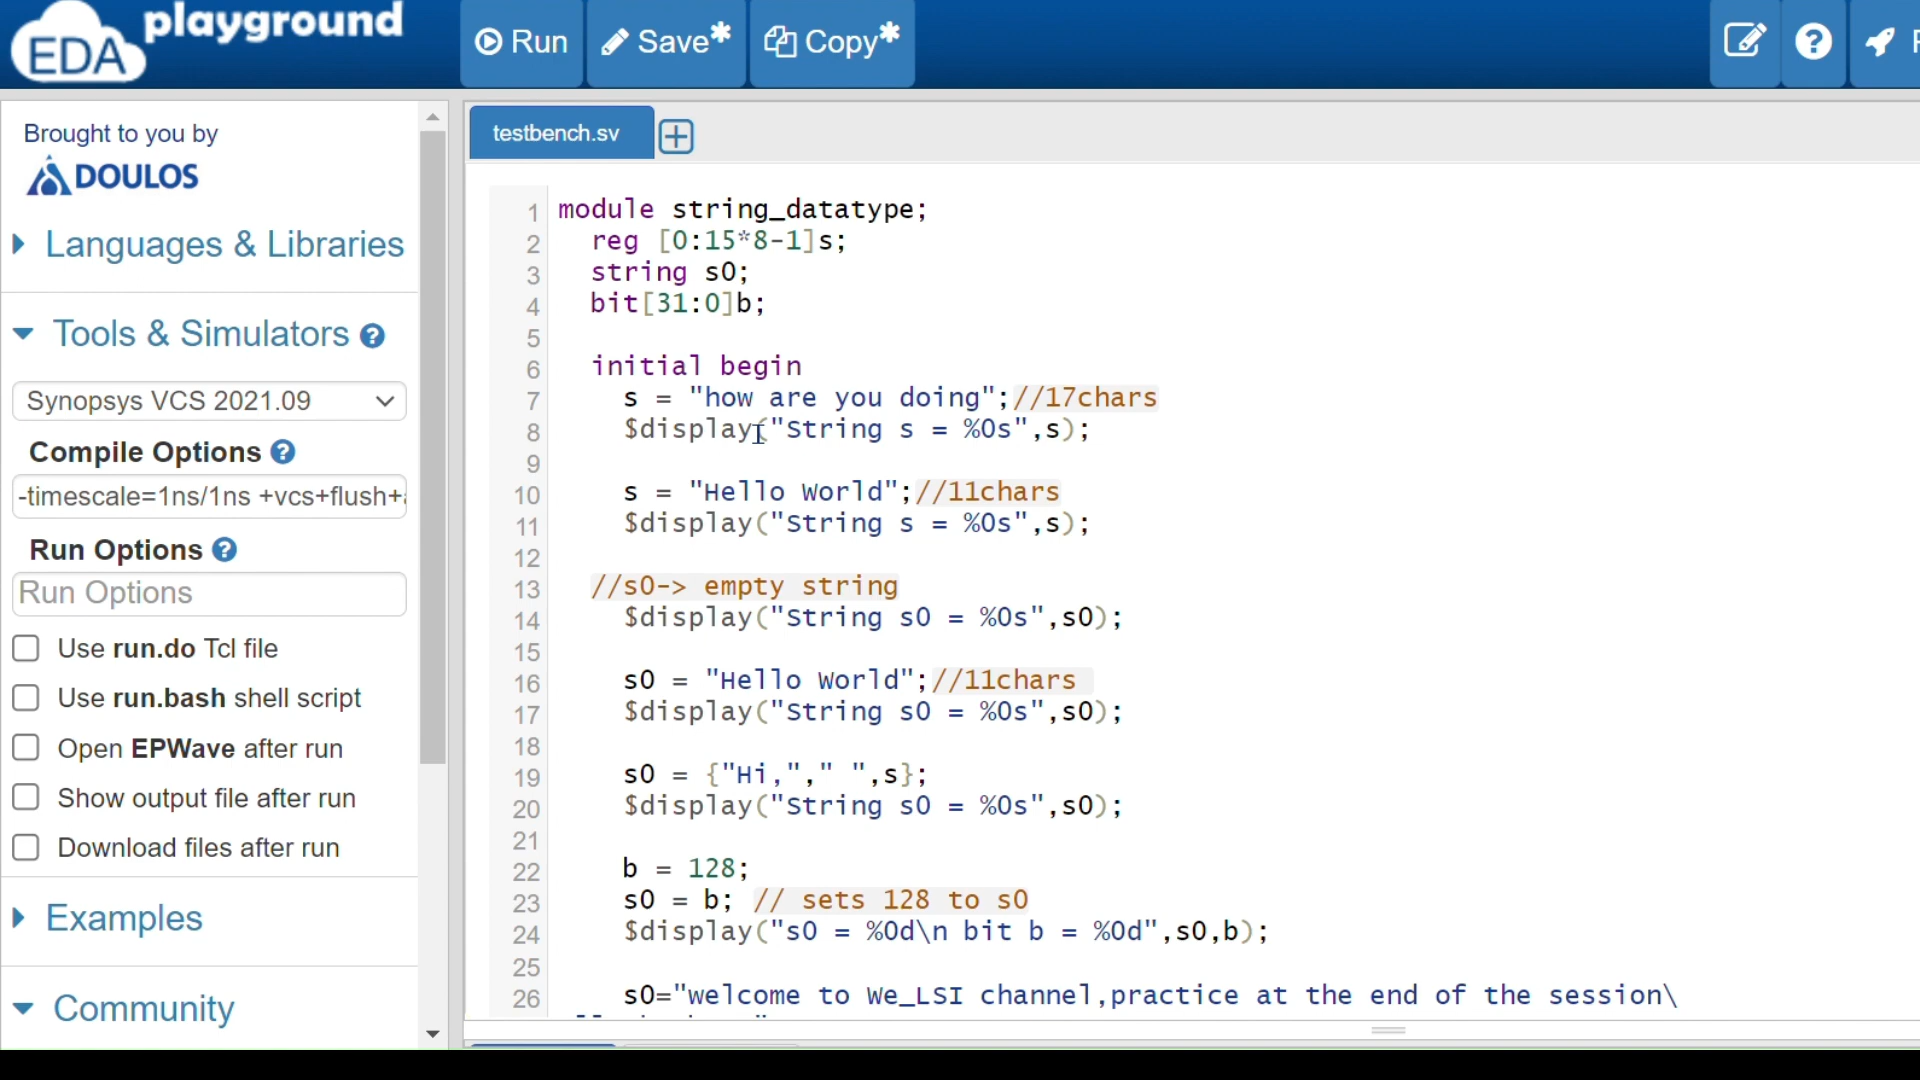 EDA playground
Run
Save*
Copy*
Brought to you by
DOULOS
Languages & Libraries
Tools & Simulators
Synopsys VCS 2021.09
Compile Options
-timescale=1ns/1ns +vcs+flush+
Run Options
Run Options
Use run.do Tcl file
Use run.bash shell script
Open EPWave after run
Show output file after run
Download files after run
Examples
Community
testbench.sv
1 module string_datatype;
2 reg [0:15*8-1]s;
3 string s0;
4 bit[31:0]b;
5
6 initial begin
7 s = "how are you doing";//17chars
8 $display("String s = %0s",s);
9
10 s = "Hello World";//11chars
11 $display("String s = %0s",s);
12
13 //s0-> empty string
14 $display("String s0 = %0s",s0);
15
16 s0 = "Hello World";//11chars
17 $display("String s0 = %0s",s0);
18
19 s0 = {"Hi,"," ",s};
20 $display("String s0 = %0s",s0);
21
22 b = 128;
23 s0 = b; // sets 128 to s0
24 $display("s0 = %0d\n bit b = %0d",s0,b);
25
26 s0="welcome to We_LSI channel,practice at the end of the session\